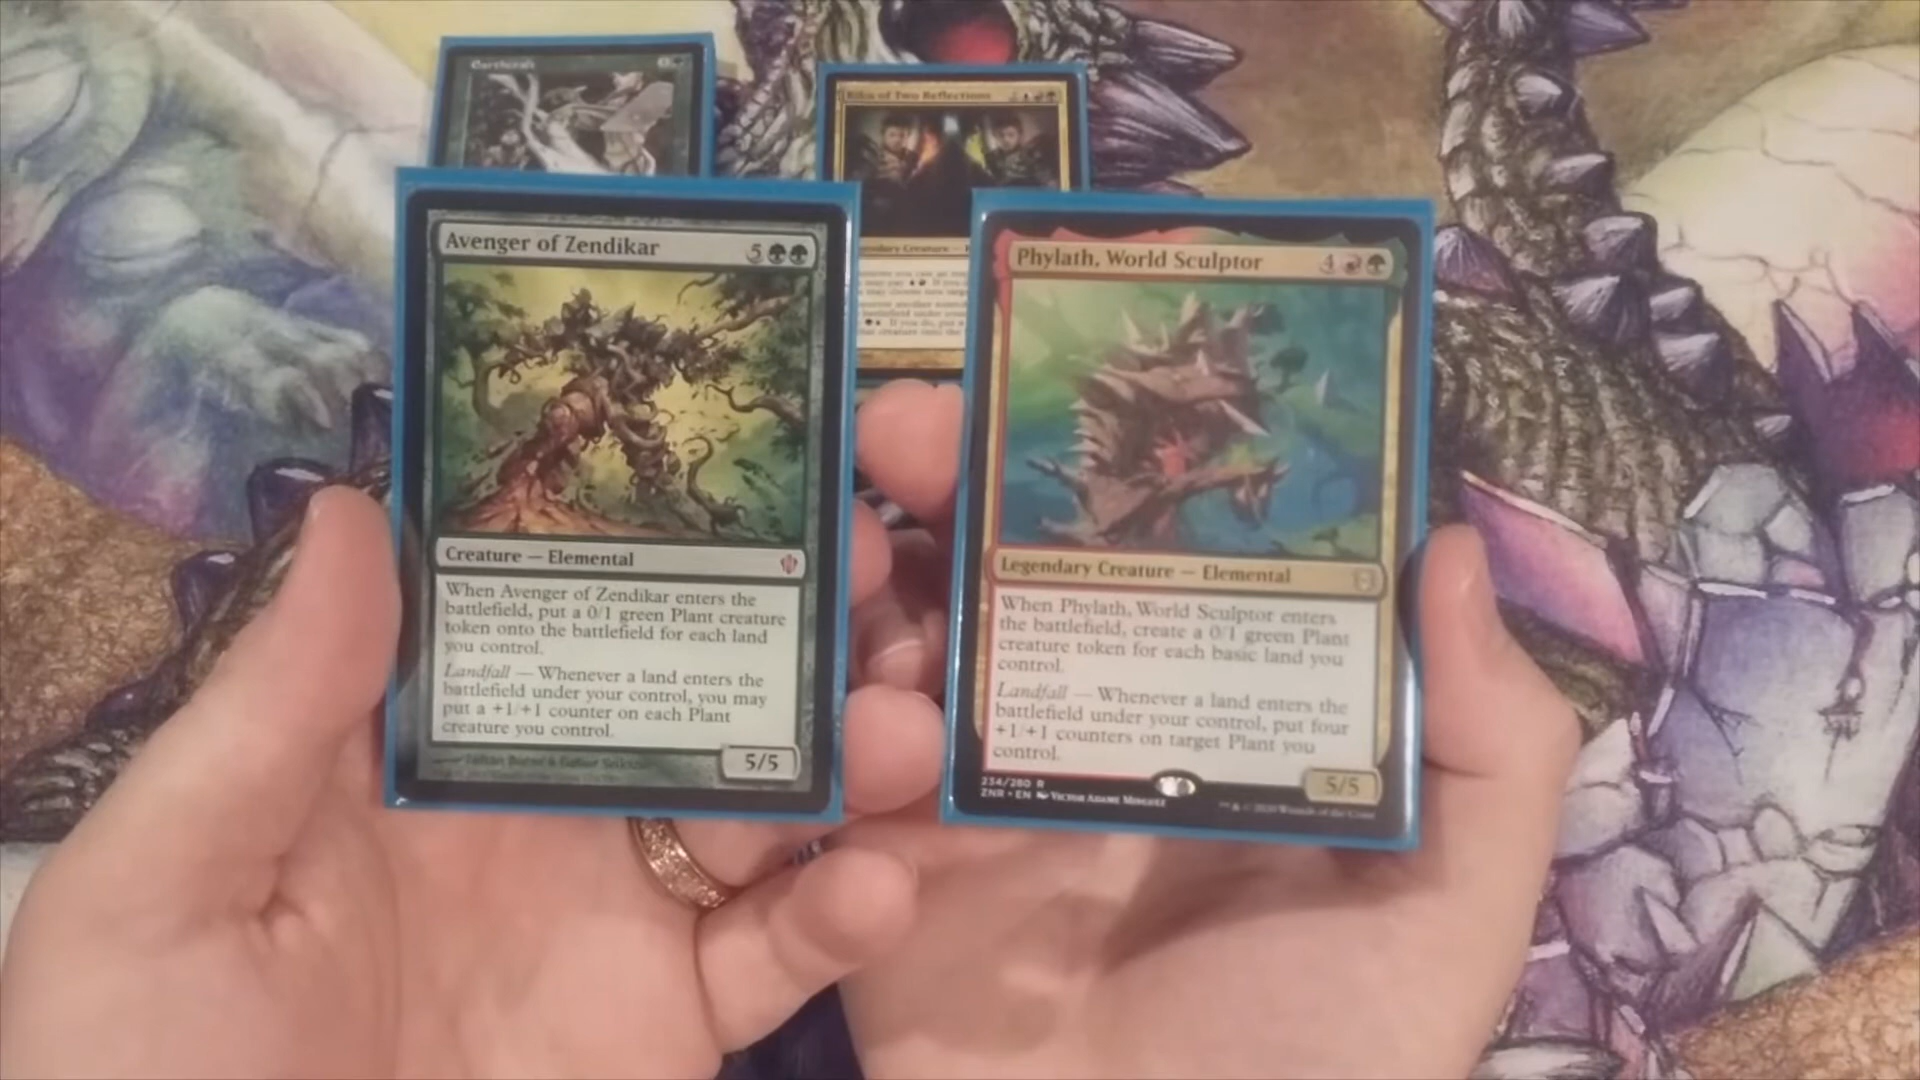 Earthcraft
Riku of Two Reflections
Avenger of Zendikar 5
Creature — Elemental
When Avenger of Zendikar enters the
battlefield, put a 0/1 green Plant creature
token onto the battlefield for each land
you control.
Landfall — Whenever a land enters the
battlefield under your control, you may
put a +1/+1 counter on each Plant
creature you control.
5/5
Phylath, World Sculptor 4
Legendary Creature — Elemental
When Phylath, World Sculptor enters
the battlefield, create a 0/1 green Plant
creature token for each basic land you
control.
Landfall — Whenever a land enters the
battlefield under your control, put four
+1/+1 counters on target Plant you
control.
5/5
234/280 R
ZNR • EN Victor Adame Minguez